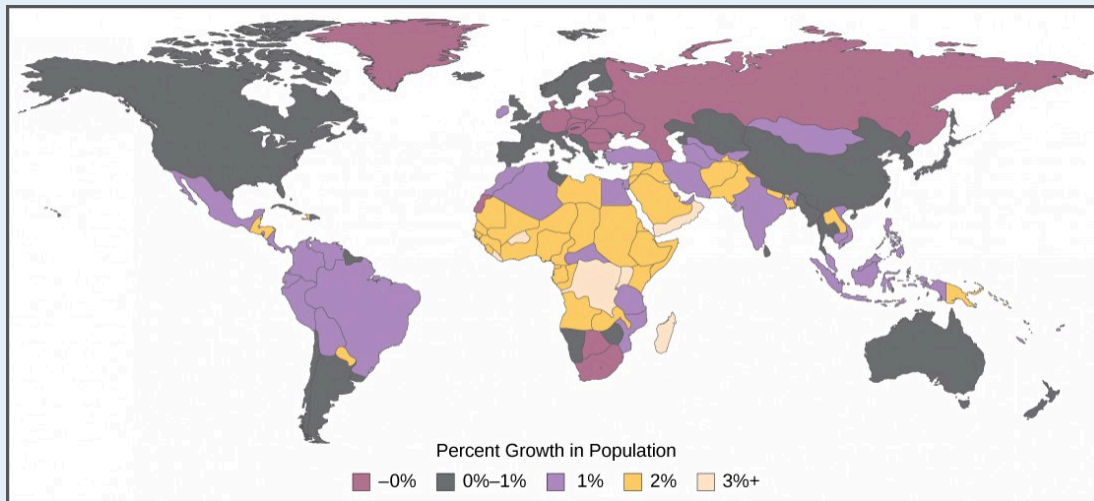 Percent Growth in Population
–0% 0%–1% 1% 2% 3%+